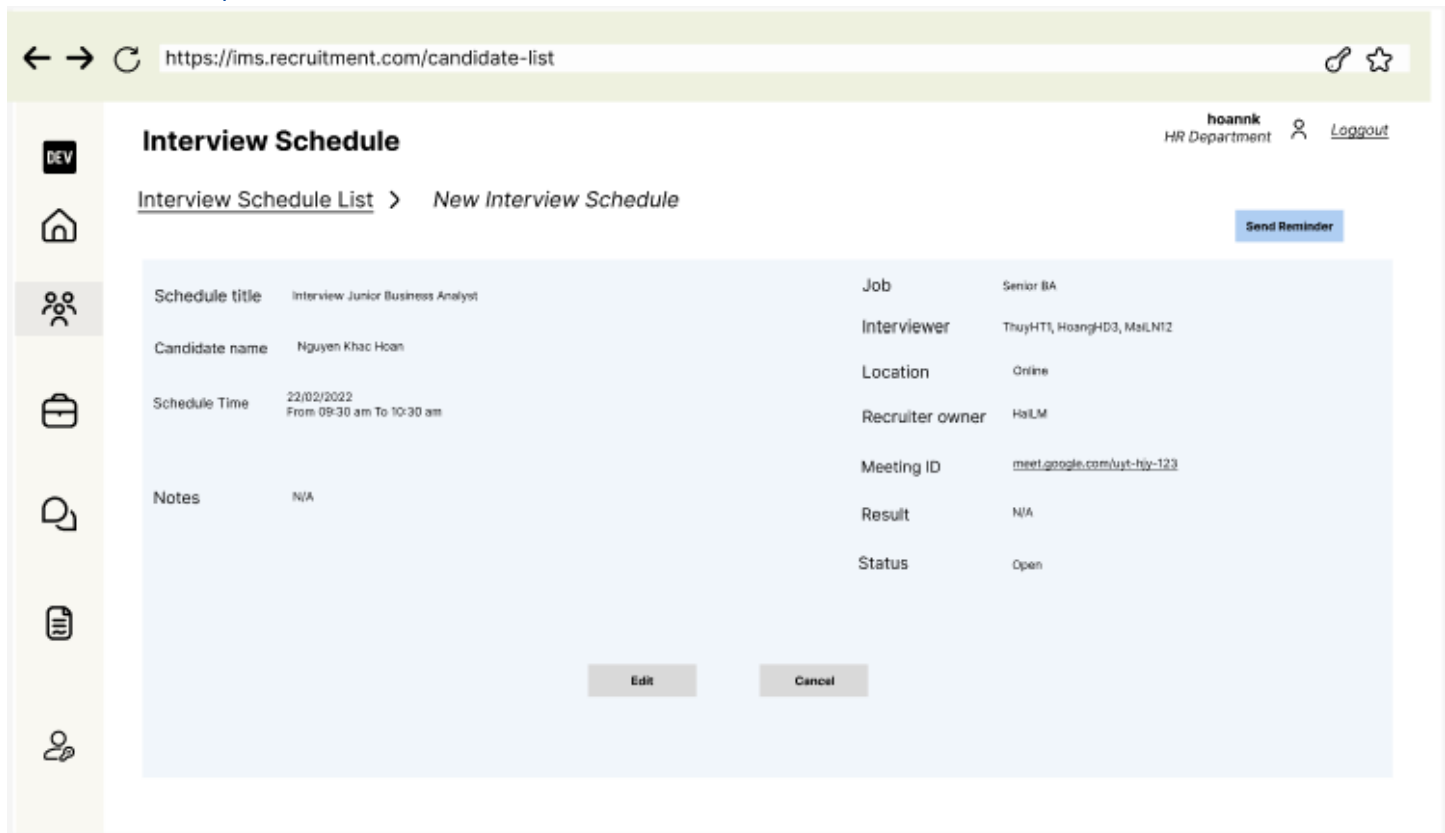 https://ims.recruitment.com/candidate-list
DEV
Interview Schedule
hoannk
HR Department
Loggout
Interview Schedule List > New Interview Schedule
Send Reminder
Schedule title Interview Junior Business Analyst
Candidate name Nguyen Khac Hoan
Schedule Time 22/02/2022
From 09:30 am To 10:30 am
Notes N/A
Job Senior BA
Interviewer ThuyHT1, HoangHD3, MaiLN12
Location Online
Recruiter owner HaiLM
Meeting ID meet.google.com/uyt-hjy-123
Result N/A
Status Open
Edit Cancel